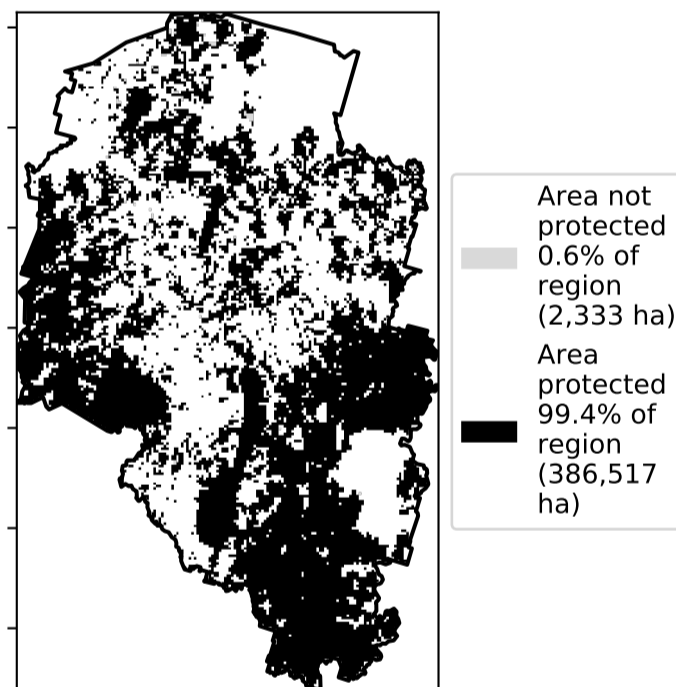 Area not
protected
0.6% of
region
(2,333 ha)
Area
protected
99.4% of
region
(386,517
ha)